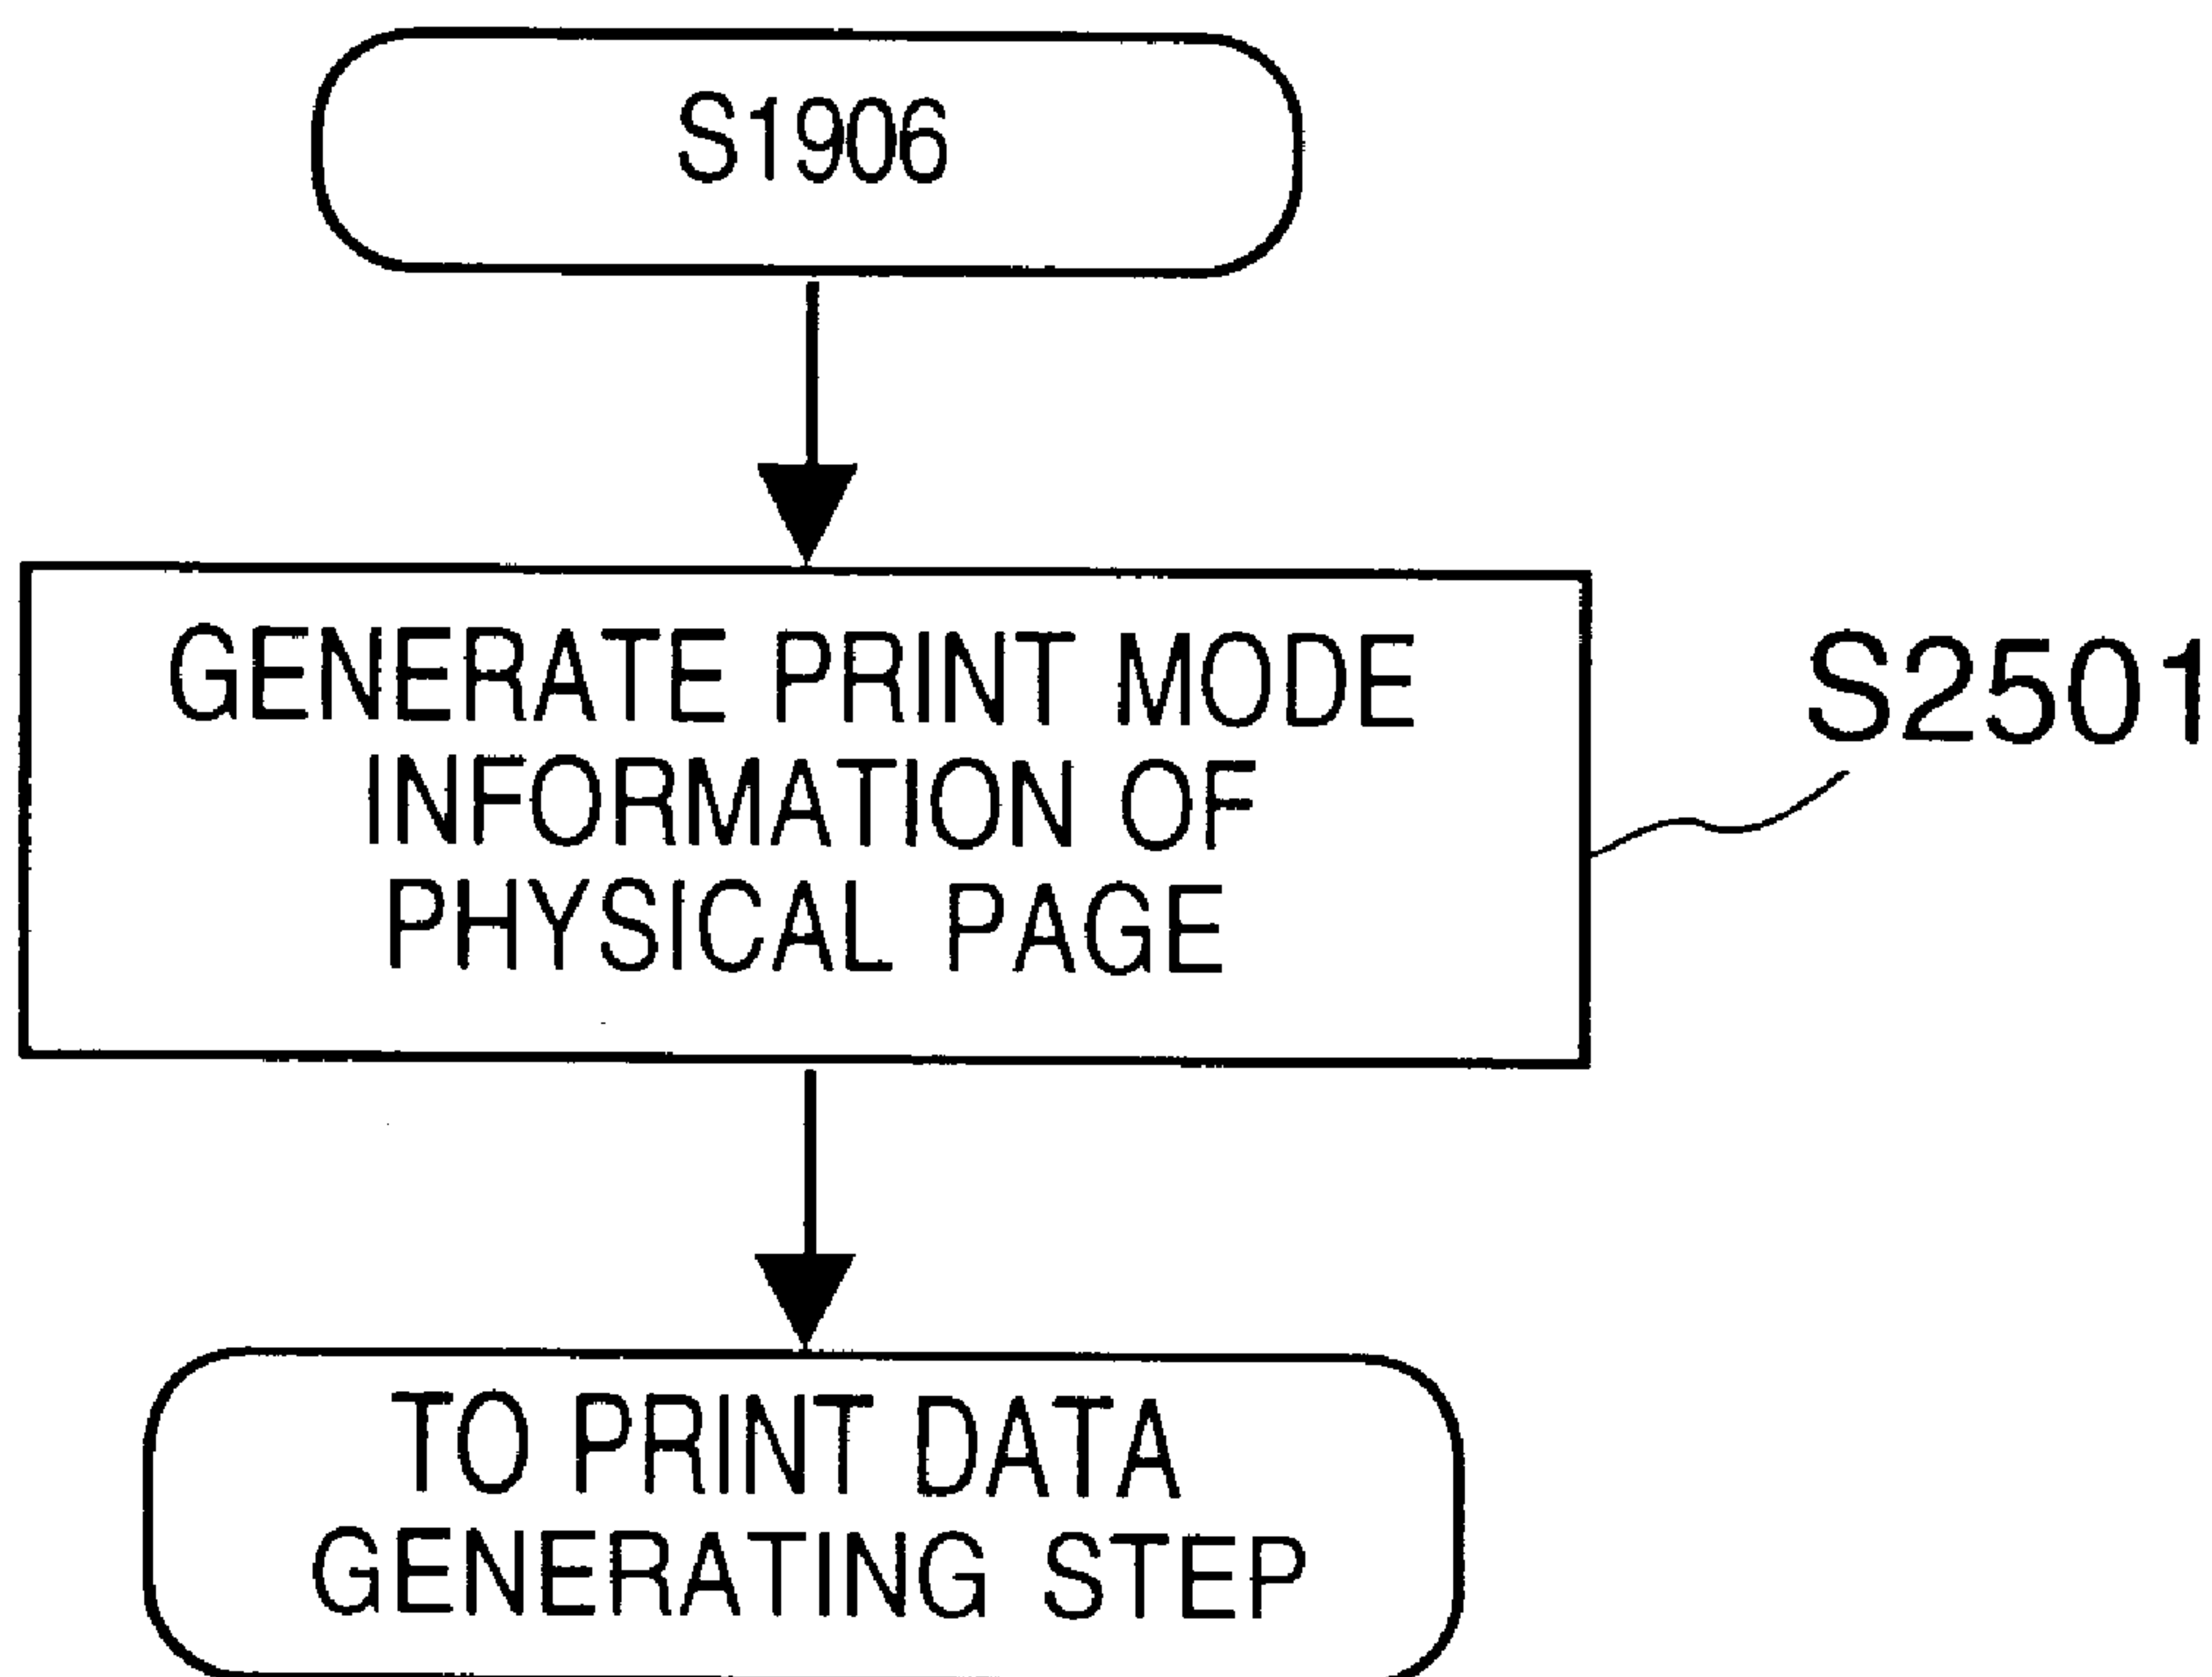 S1906
GENERATE PRINT MODE
INFORMATION OF
PHYSICAL PAGE
S2501
TO PRINT DATA
GENERATING STEP